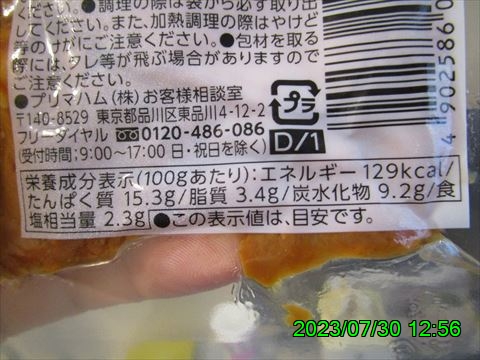 ●調理の際は袋から必ず取り出
してください。また、加熱調理の際はやけど
等のけがにご注意ください。●包材を取る
際には、タレ等が飛ぶ場合がありますので
ご注意ください。
●プリマハム(株)お客様相談室
〒140-8529 東京都品川区東品川4-12-2
フリーダイヤル 0120-486-086
(受付時間:9:00〜17:00 日・祝日を除く)
プラ
D/1
4902586
栄養成分表示(100gあたり):エネルギー 129kcal/
たんぱく質 15.3g/脂質 3.4g/炭水化物 9.2g/食
塩相当量 2.3g ●この表示値は、目安です。
2023/07/30 12:56